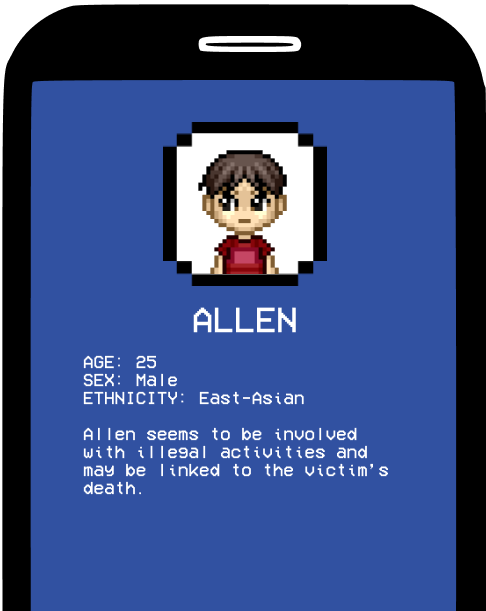 ALLEN
AGE: 25
SEX: Male
ETHNICITY: East-Asian
Allen seems to be involved
with illegal activities and
may be linked to the victim's
death.